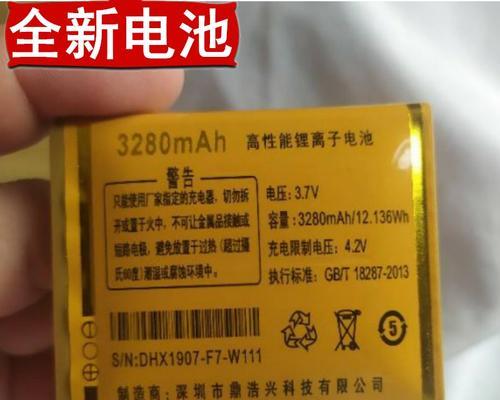 全新电池
3280mAh 高性能锂离子电池
警告
只能使用厂家指定的充电器，切勿拆
开或置于火中，不可让金属品接触或
短路电极，避免放置于过热（超过摄
氏60度）潮湿或腐蚀环境中。
电压：3.7V
容量：3280mAh/12.136Wh
充电限制电压：4.2V
执行标准：GB/T 18287-2013
S/N:DHX1907-F7-W111
5
制造商：深圳市鼎浩兴科技有限